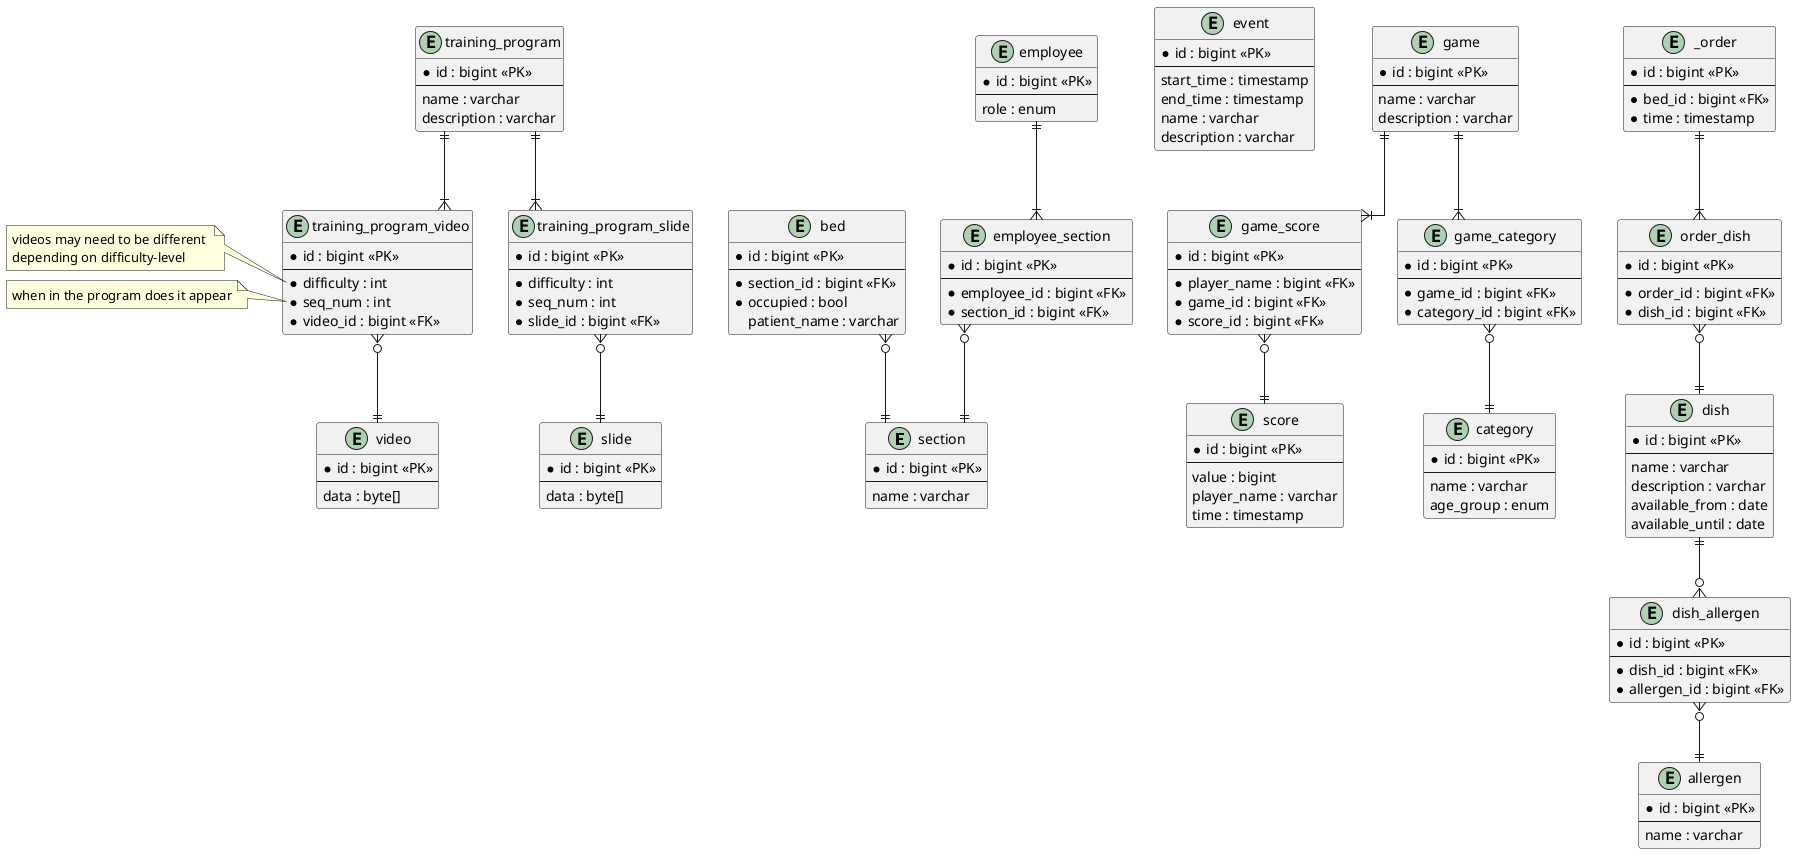 E training_program
* id : bigint «PK»
name : varchar
description : varchar
E employee
* id : bigint «PK»
role : enum
E event
* id : bigint «PK»
start_time : timestamp
end_time : timestamp
name : varchar
description : varchar
E game
* id : bigint «PK»
name : varchar
description : varchar
E _order
* id : bigint «PK»
* bed_id : bigint «FK»
* time : timestamp
videos may need to be different
depending on difficulty-level
when in the program does it appear
E training_program_video
* id : bigint «PK»
* difficulty : int
* seq_num : int
* video_id : bigint «FK»
E training_program_slide
* id : bigint «PK»
* difficulty : int
* seq_num : int
* slide_id : bigint «FK»
E bed
* id : bigint «PK»
* section_id : bigint «FK»
* occupied : bool
patient_name : varchar
E employee_section
* id : bigint «PK»
* employee_id : bigint «FK»
* section_id : bigint «FK»
E game_score
* id : bigint «PK»
* player_name : bigint «FK»
* game_id : bigint «FK»
* score_id : bigint «FK»
E game_category
* id : bigint «PK»
* game_id : bigint «FK»
* category_id : bigint «FK»
E order_dish
* id : bigint «PK»
* order_id : bigint «FK»
* dish_id : bigint «FK»
E video
* id : bigint «PK»
data : byte[]
E slide
* id : bigint «PK»
data : byte[]
E section
* id : bigint «PK»
name : varchar
E score
* id : bigint «PK»
value : bigint
player_name : varchar
time : timestamp
E category
* id : bigint «PK»
name : varchar
age_group : enum
E dish
* id : bigint «PK»
name : varchar
description : varchar
available_from : date
available_until : date
E dish_allergen
* id : bigint «PK»
* dish_id : bigint «FK»
* allergen_id : bigint «FK»
E allergen
* id : bigint «PK»
name : varchar